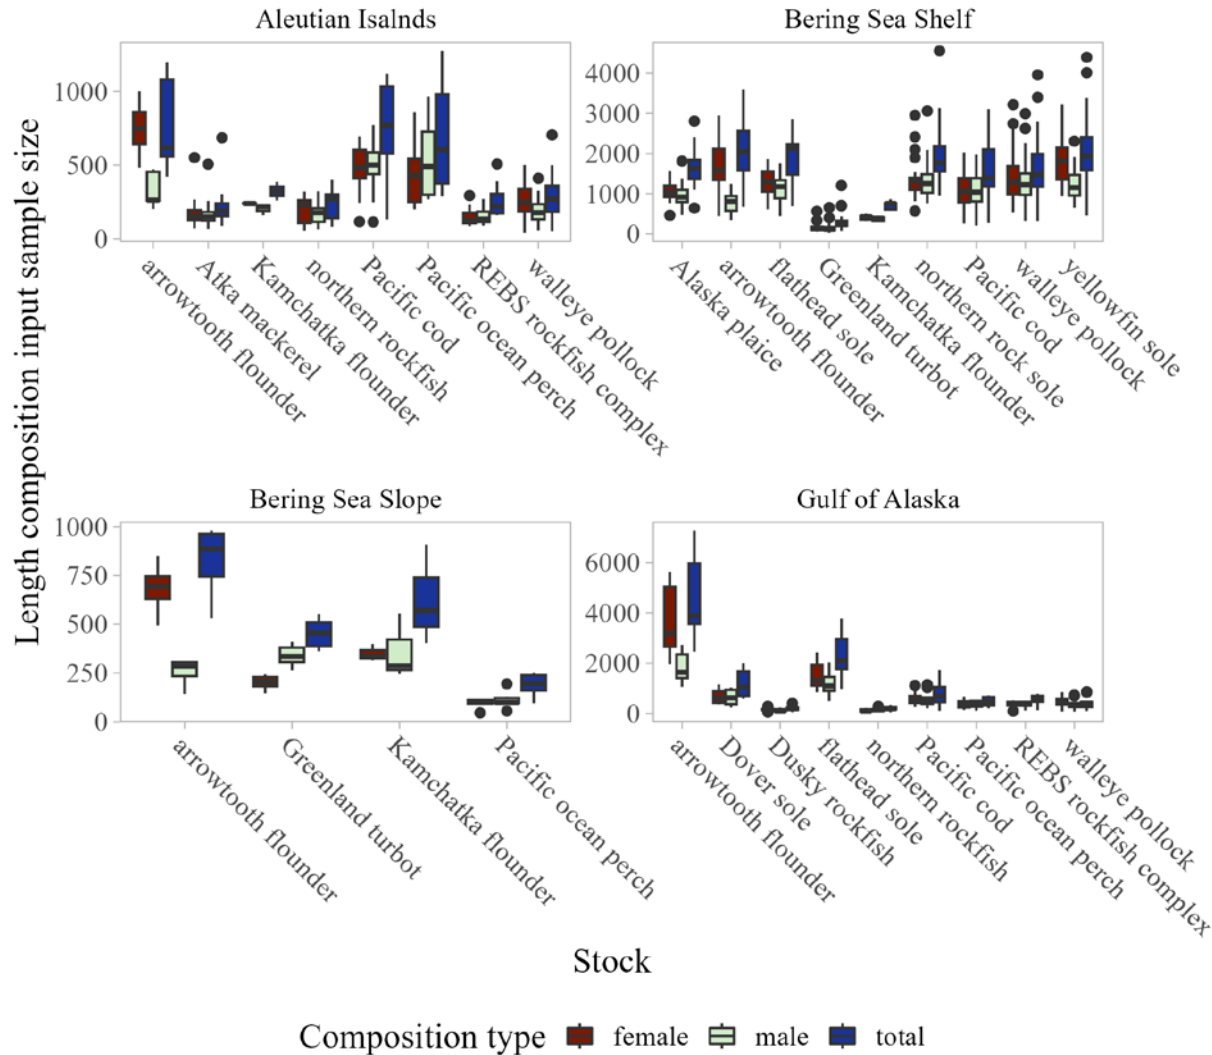 Aleutian Isalnds
Bering Sea Shelf
Length composition input sample size
1000
500
0
4000
3000
2000
1000
0
arrowtooth flounder
Atka mackerel
Kamchatka flounder
northern rockfish
Pacific cod
Pacific ocean perch
REBS rockfish complex
walleye pollock
Alaska plaice
arrowtooth flounder
flathead sole
Greenland turbot
Kamchatka flounder
northern rock sole
Pacific cod
walleye pollock
yellowfin sole
Bering Sea Slope
Gulf of Alaska
1000
750
500
250
0
6000
4000
2000
0
arrowtooth flounder
Greenland turbot
Kamchatka flounder
Pacific ocean perch
arrowtooth flounder
Dover sole
Dusky rockfish
flathead sole
northern rockfish
Pacific cod
Pacific ocean perch
REBS rockfish complex
walleye pollock
Stock
Composition type female male total